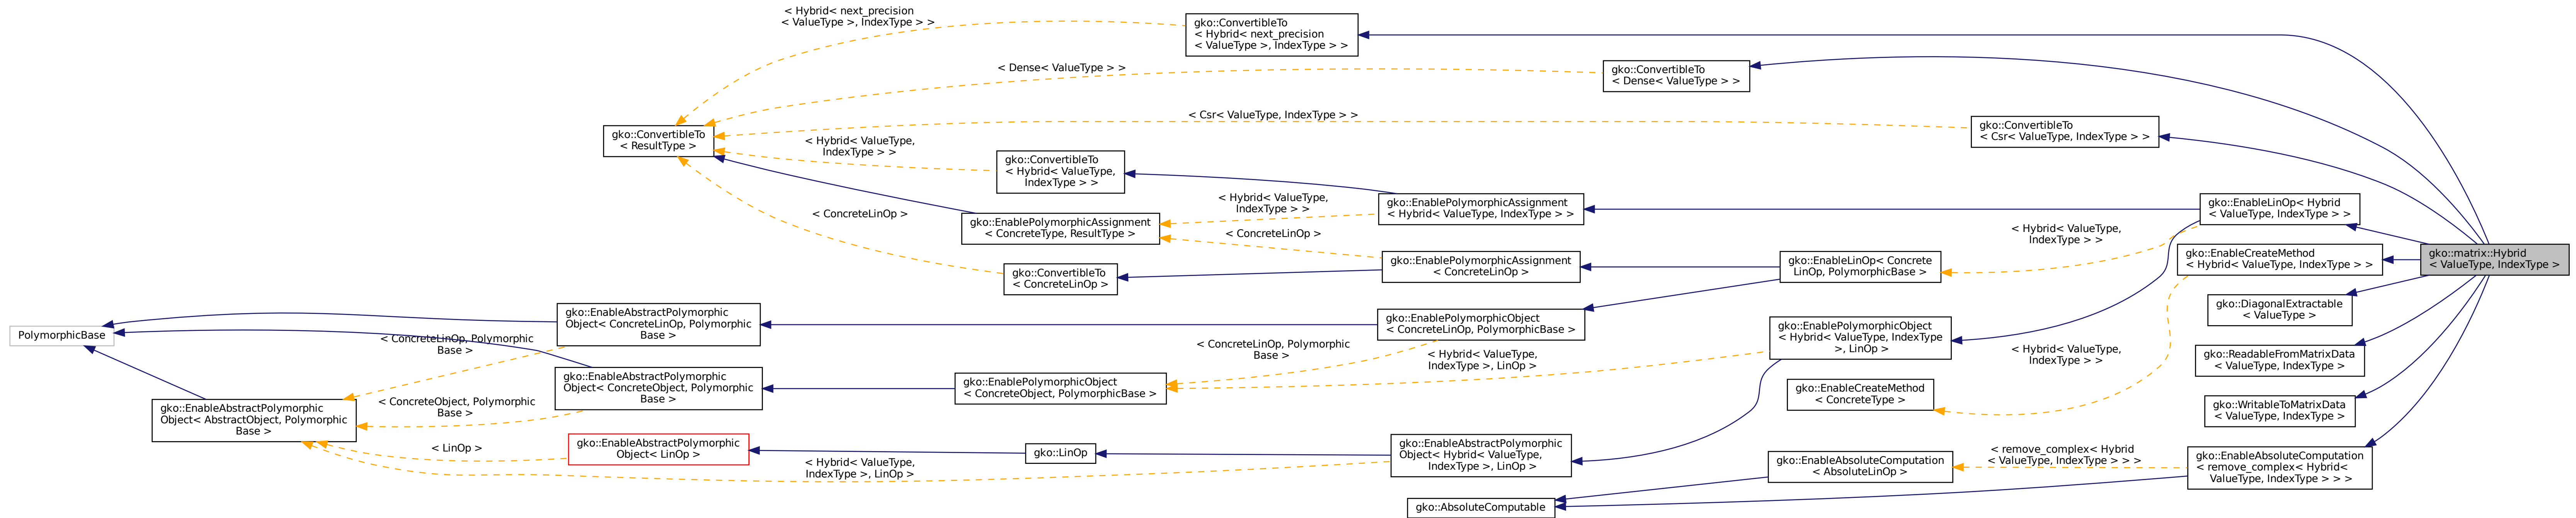 < Hybrid< next_precision
< ValueType >, IndexType > >
gko::ConvertibleTo
< Hybrid< next_precision
< ValueType >, IndexType > >
< Dense< ValueType > >
gko::ConvertibleTo
< Dense< ValueType > >
gko::ConvertibleTo
< ResultType >
< Csr< ValueType, IndexType > >
gko::ConvertibleTo
< Csr< ValueType, IndexType > >
< Hybrid< ValueType,
IndexType > >
gko::ConvertibleTo
< Hybrid< ValueType,
IndexType > >
< ConcreteLinOp >
gko::EnablePolymorphicAssignment
< ConcreteType, ResultType >
< Hybrid< ValueType,
IndexType > >
< ConcreteLinOp >
gko::EnablePolymorphicAssignment
< Hybrid< ValueType, IndexType > >
gko::EnableLinOp< Hybrid
< ValueType, IndexType > >
gko::ConvertibleTo
< ConcreteLinOp >
gko::EnablePolymorphicAssignment
< ConcreteLinOp >
gko::EnableLinOp< Concrete
LinOp, PolymorphicBase >
< Hybrid< ValueType,
IndexType > >
gko::EnableCreateMethod
< Hybrid< ValueType, IndexType > >
gko::matrix::Hybrid
< ValueType, IndexType >
gko::DiagonalExtractable
< ValueType >
PolymorphicBase
gko::EnableAbstractPolymorphic
Object< ConcreteLinOp, Polymorphic
Base >
gko::EnablePolymorphicObject
< ConcreteLinOp, PolymorphicBase >
gko::EnablePolymorphicObject
< Hybrid< ValueType, IndexType
>, LinOp >
< Hybrid< ValueType,
IndexType > >
gko::ReadableFromMatrixData
< ValueType, IndexType >
< ConcreteLinOp, Polymorphic
Base >
gko::EnableAbstractPolymorphic
Object< ConcreteObject, Polymorphic
Base >
gko::EnablePolymorphicObject
< ConcreteObject, PolymorphicBase >
< ConcreteLinOp, Polymorphic
Base >
< Hybrid< ValueType,
IndexType >, LinOp >
gko::EnableCreateMethod
< ConcreteType >
gko::WritableToMatrixData
< ValueType, IndexType >
gko::EnableAbstractPolymorphic
Object< AbstractObject, Polymorphic
Base >
< ConcreteObject, Polymorphic
Base >
< LinOp >
gko::EnableAbstractPolymorphic
Object< LinOp >
< Hybrid< ValueType,
IndexType >, LinOp >
gko::LinOp
gko::EnableAbstractPolymorphic
Object< Hybrid< ValueType,
IndexType >, LinOp >
gko::EnableAbsoluteComputation
< AbsoluteLinOp >
< remove_complex< Hybrid
< ValueType, IndexType > > >
gko::EnableAbsoluteComputation
< remove_complex< Hybrid<
ValueType, IndexType > > >
gko::AbsoluteComputable